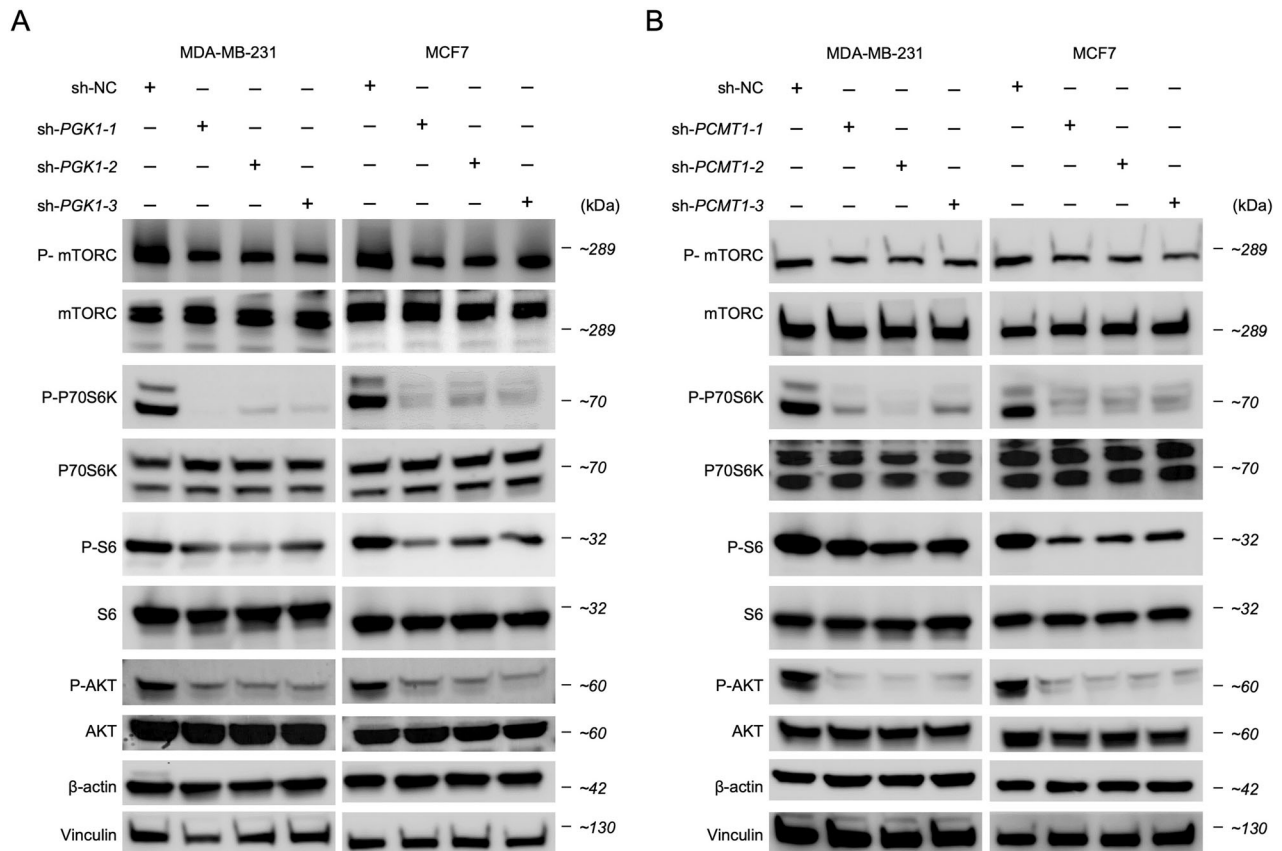 A
MDA-MB-231 MCF7
sh-NC + – – – + – – –
sh-PGK1-1 – + – – – + – –
sh-PGK1-2 – – + – – – + –
sh-PGK1-3 – – – + – – – + (kDa)
P- mTORC – ~289
mTORC – ~289
P-P70S6K – ~70
P70S6K – ~70
P-S6 – ~32
S6 – ~32
P-AKT – ~60
AKT – ~60
β-actin – ~42
Vinculin – ~130
B
MDA-MB-231 MCF7
sh-NC + – – – + – – –
sh-PCMT1-1 – + – – – + – –
sh-PCMT1-2 – – + – – – + –
sh-PCMT1-3 – – – + – – – + (kDa)
P- mTORC – ~289
mTORC – ~289
P-P70S6K – ~70
P70S6K – ~70
P-S6 – ~32
S6 – ~32
P-AKT – ~60
AKT – ~60
β-actin – ~42
Vinculin – ~130